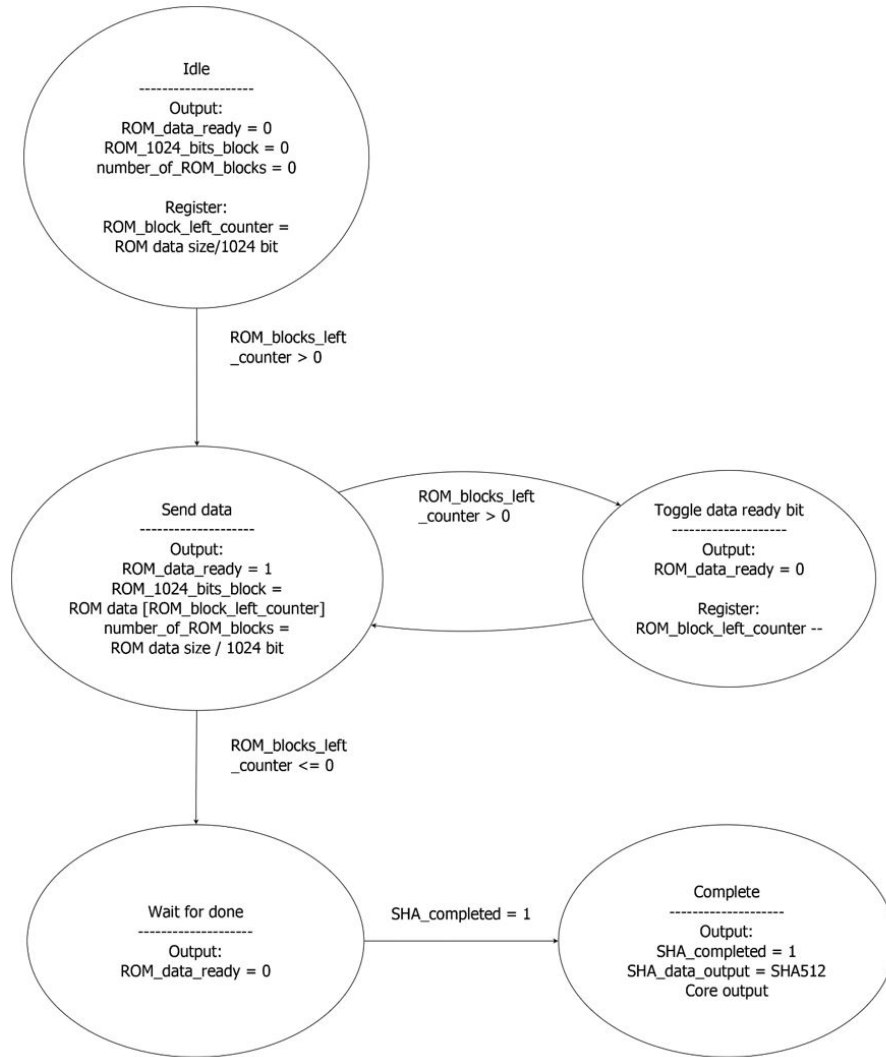 Idle
--------------------
Output:
ROM_data_ready = 0
ROM_1024_bits_block = 0
number_of_ROM_blocks = 0
Register:
ROM_block_left_counter =
ROM data size/1024 bit
ROM_blocks_left
_counter > 0
Send data
--------------------
Output:
ROM_data_ready = 1
ROM_1024_bits_block =
ROM data [ROM_block_left_counter]
number_of_ROM_blocks =
ROM data size / 1024 bit
ROM_blocks_left
_counter > 0
Toggle data ready bit
--------------------
Output:
ROM_data_ready = 0
Register:
ROM_block_left_counter --
ROM_blocks_left
_counter <= 0
Wait for done
--------------------
Output:
ROM_data_ready = 0
SHA_completed = 1
Complete
--------------------
Output:
SHA_completed = 1
SHA_data_output = SHA512
Core output